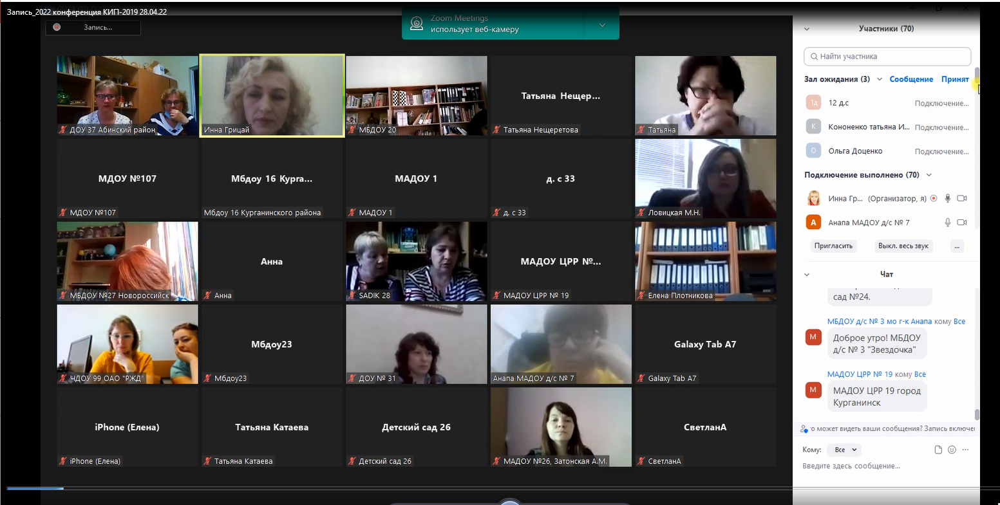 Запись_2022 конференция КИП-2019 28.04.22
Запись...
Zoom Meetings
использует веб-камеру
ДОУ 37 Абинский район
Инна Грицай
МБДОУ 20
Татьяна Нещер...
Татьяна Нещеретова
Татьяна
МДОУ №107
МДОУ №107
Мбдоу 16 Курга...
Мбдоу 16 Курганинского района
МАДОУ 1
МАДОУ 1
д. с 33
д. с 33
Ловицкая М.Н.
МБДОУ №27 Новороссийск
Анна
Анна
SADIK 28
МАДОУ ЦРР №...
МАДОУ ЦРР № 19
Елена Плотникова
ЧДОУ 99 ОАО "РЖД"
Мбдоу23
Мбдоу23
ДОУ № 31
Анапа МАДОУ д/с № 7
Galaxy Tab A7
Galaxy Tab A7
iPhone (Елена)
iPhone (Елена)
Татьяна Катаева
Татьяна Катаева
Детский сад 26
Детский сад 26
МАДОУ №26, Затонская А.М.
СветланА
СветланА
Участники (70)
Найти участника
Зал ожидания (3) Сообщение Принят
1д 12 д.с Подключение...
К Кононенко татьяна И... Подключение...
О Ольга Доценко Подключение...
Подключение выполнено (70)
Инна Гр... (Организатор, я)
А Анапа МАДОУ д/с № 7
Пригласить Выкл. весь звук ...
Чат
сад №24.
МБДОУ д/с № 3 мо г-к Анапа кому Все
М
Доброе утро! МБДОУ
д/с № 3 "Звездочка"
МАДОУ ЦРР № 19 кому Все
М
МАДОУ ЦРР 19 город
Курганинск
о может видеть ваши сообщения? Запись включен
Кому: Все
Введите здесь сообщение...